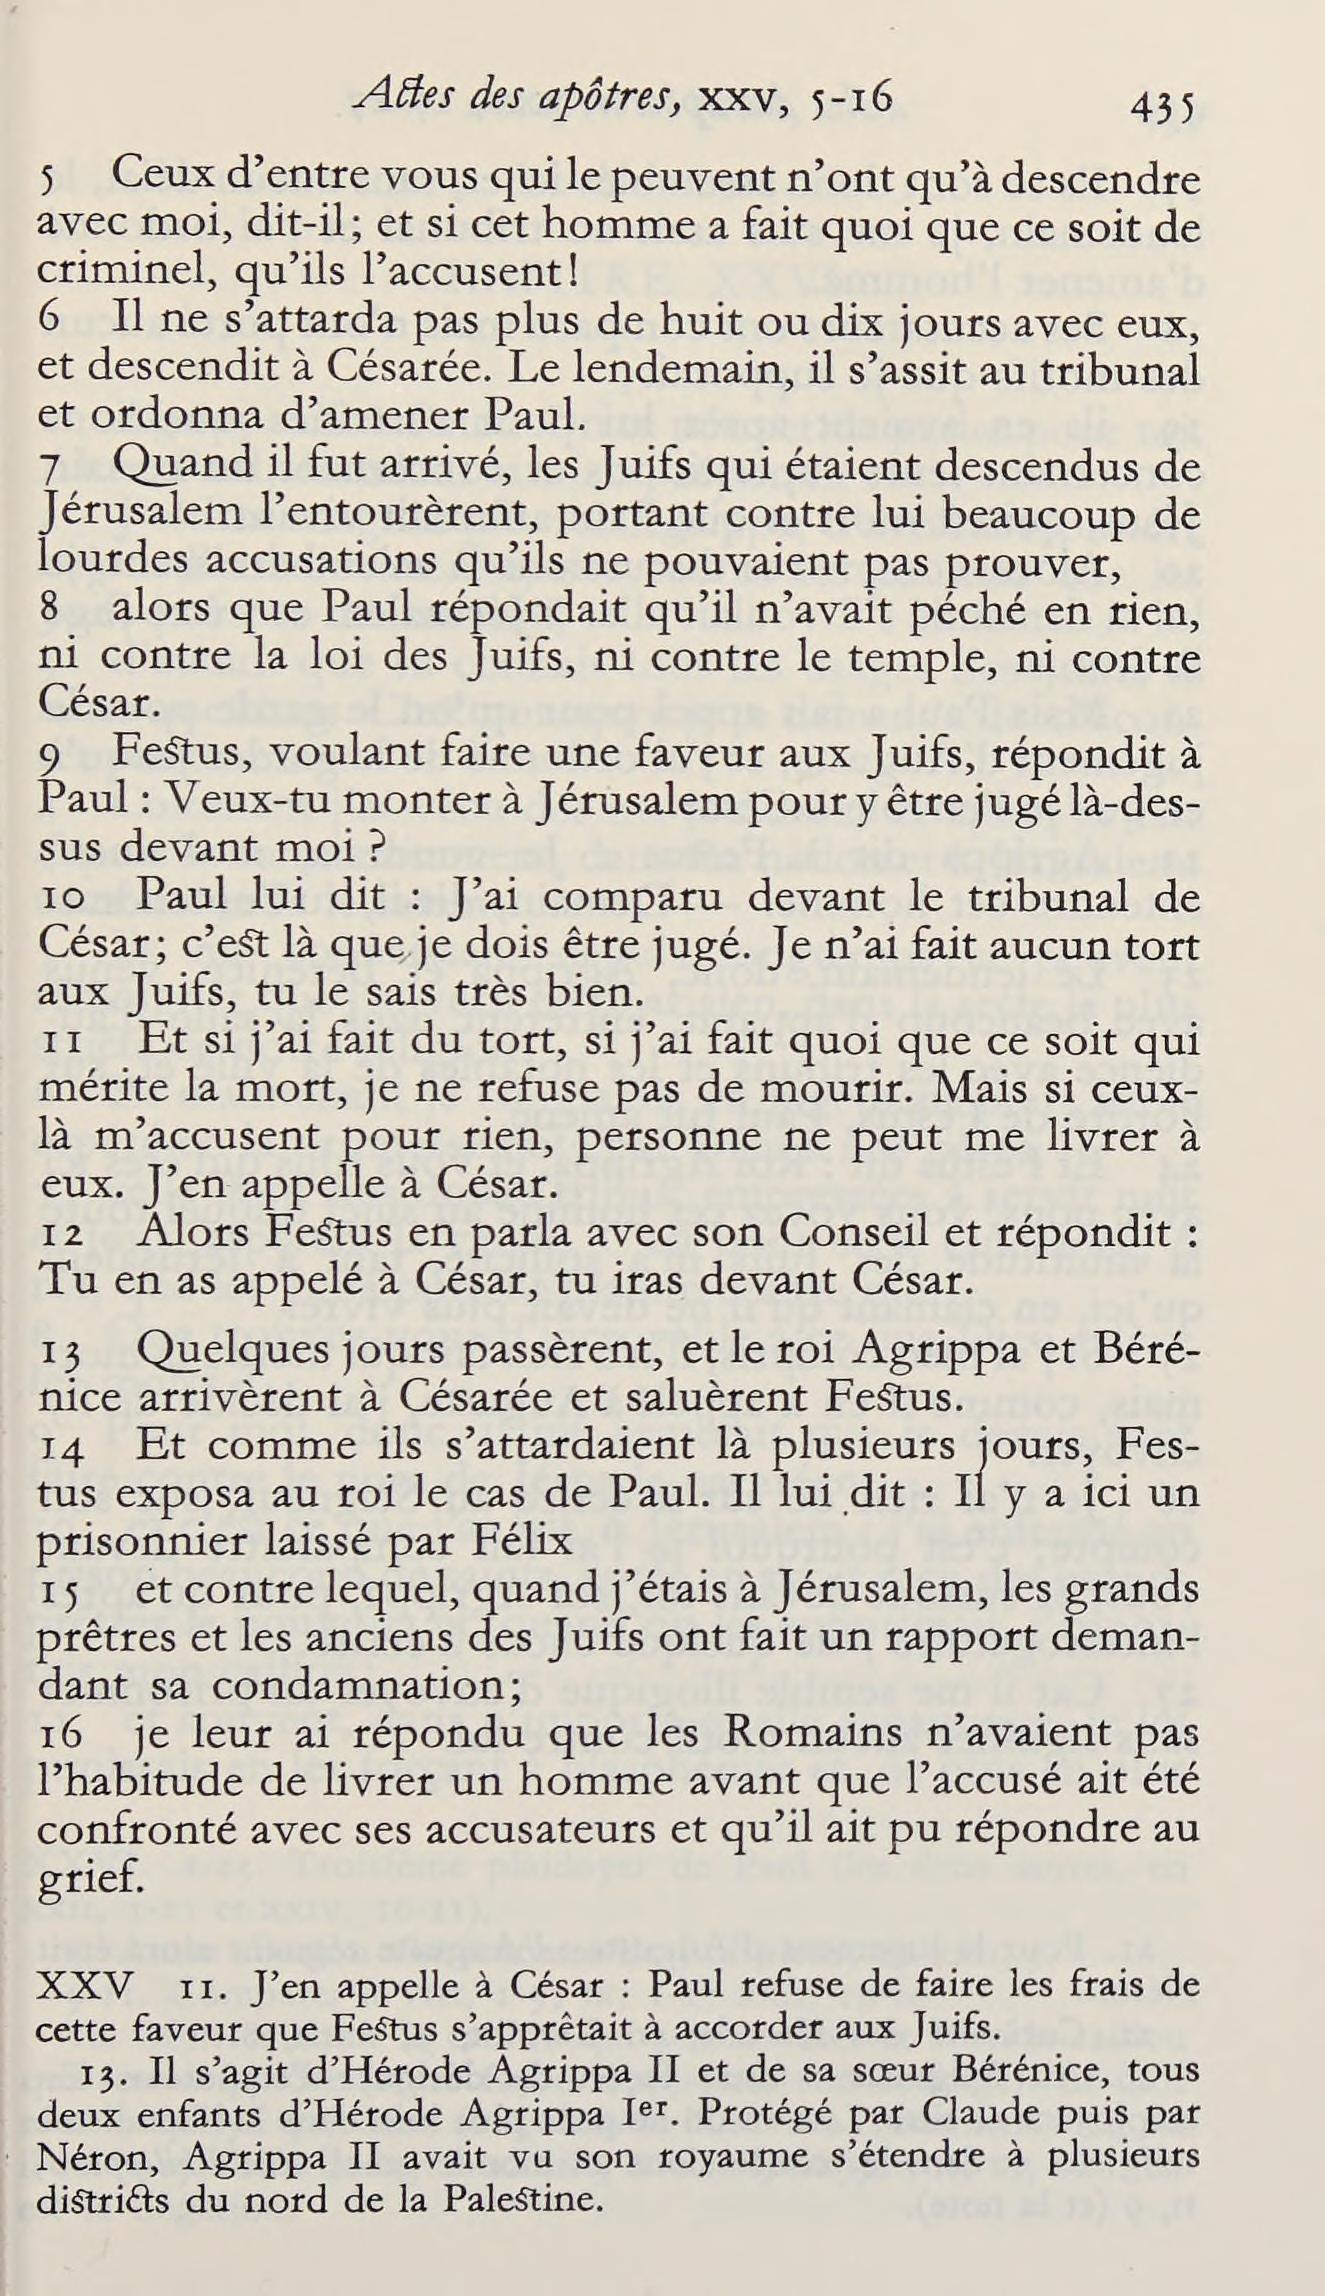 Actes des apôtres, XXV, 5-16 435
5 Ceux d’entre vous qui le peuvent n’ont qu’à descendre
avec moi, dit-il; et si cet homme a fait quoi que ce soit de
criminel, qu’ils l’accusent!
6 Il ne s’attarda pas plus de huit ou dix jours avec eux,
et descendit à Césarée. Le lendemain, il s’assit au tribunal
et ordonna d’amener Paul.
7 Quand il fut arrivé, les Juifs qui étaient descendus de
Jérusalem l’entourèrent, portant contre lui beaucoup de
lourdes accusations qu’ils ne pouvaient pas prouver,
8 alors que Paul répondait qu’il n’avait péché en rien,
ni contre la loi des Juifs, ni contre le temple, ni contre
César.
9 Festus, voulant faire une faveur aux Juifs, répondit à
Paul : Veux-tu monter à Jérusalem pour y être jugé là-des-
sus devant moi ?
10 Paul lui dit : J’ai comparu devant le tribunal de
César; c’est là que je dois être jugé. Je n’ai fait aucun tort
aux Juifs, tu le sais très bien.
11 Et si j’ai fait du tort, si j’ai fait quoi que ce soit qui
mérite la mort, je ne refuse pas de mourir. Mais si ceux-
là m’accusent pour rien, personne ne peut me livrer à
eux. J’en appelle à César.
12 Alors Festus en parla avec son Conseil et répondit :
Tu en as appelé à César, tu iras devant César.
13 Quelques jours passèrent, et le roi Agrippa et Béré-
nice arrivèrent à Césarée et saluèrent Festus.
14 Et comme ils s’attardaient là plusieurs jours, Fes-
tus exposa au roi le cas de Paul. Il lui dit : Il y a ici un
prisonnier laissé par Félix
15 et contre lequel, quand j’étais à Jérusalem, les grands
prêtres et les anciens des Juifs ont fait un rapport deman-
dant sa condamnation;
16 je leur ai répondu que les Romains n’avaient pas
l’habitude de livrer un homme avant que l’accusé ait été
confronté avec ses accusateurs et qu’il ait pu répondre au
grief.
XXV 11. J’en appelle à César : Paul refuse de faire les frais de
cette faveur que Festus s’apprêtait à accorder aux Juifs.
13. Il s’agit d’Hérode Agrippa II et de sa sœur Bérénice, tous
deux enfants d’Hérode Agrippa Ier. Protégé par Claude puis par
Néron, Agrippa II avait vu son royaume s’étendre à plusieurs
districts du nord de la Palestine.